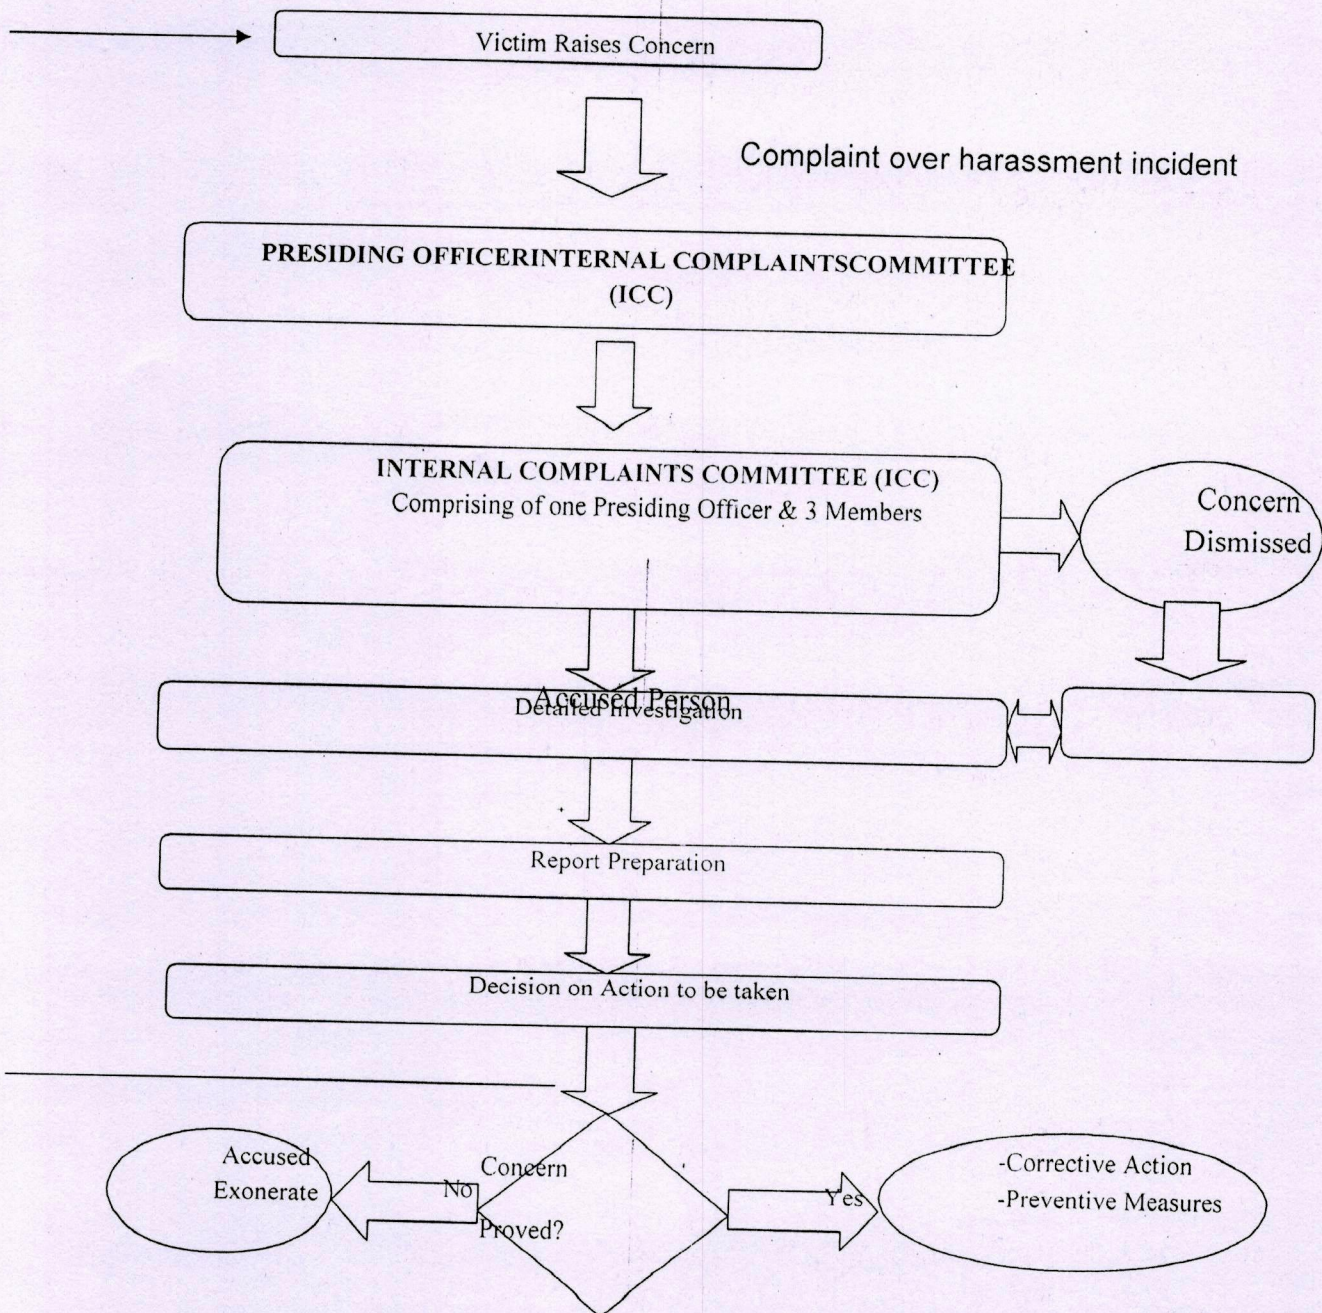 Victim Raises Concern
Complaint over harassment incident
PRESIDING OFFICERINTERNAL COMPLAINTSCOMMITTEE
(ICC)
INTERNAL COMPLAINTS COMMITTEE (ICC)
Comprising of one Presiding Officer & 3 Members
Concern
Dismissed
Accused Person
Detailed Investigation
Report Preparation
Decision on Action to be taken
Accused
Exonerate
No
Concern
Proved?
Yes
-Corrective Action
-Preventive Measures